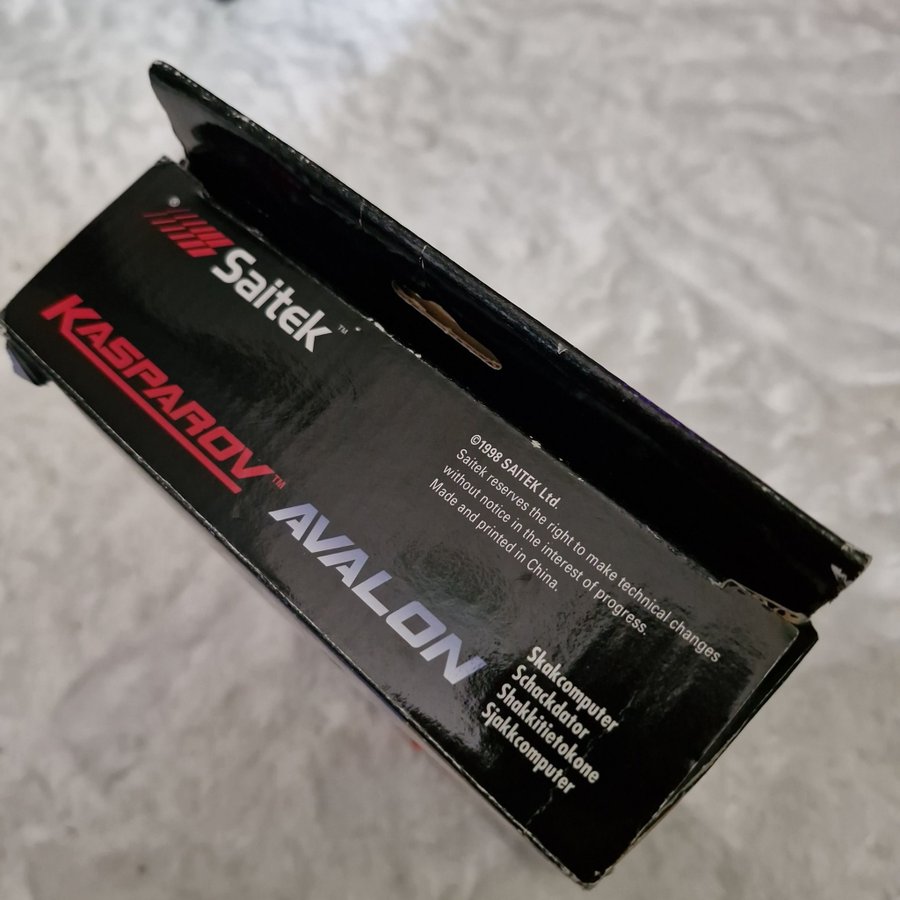 ® Saitek™
KASPAROV™
AVALON
©1998 SAITEK Ltd.
Saitek reserves the right to make technical changes
without notice in the interest of progress.
Made and printed in China.
Skakcomputer
Schackdator
Shakkitietokone
Sjakkcomputer